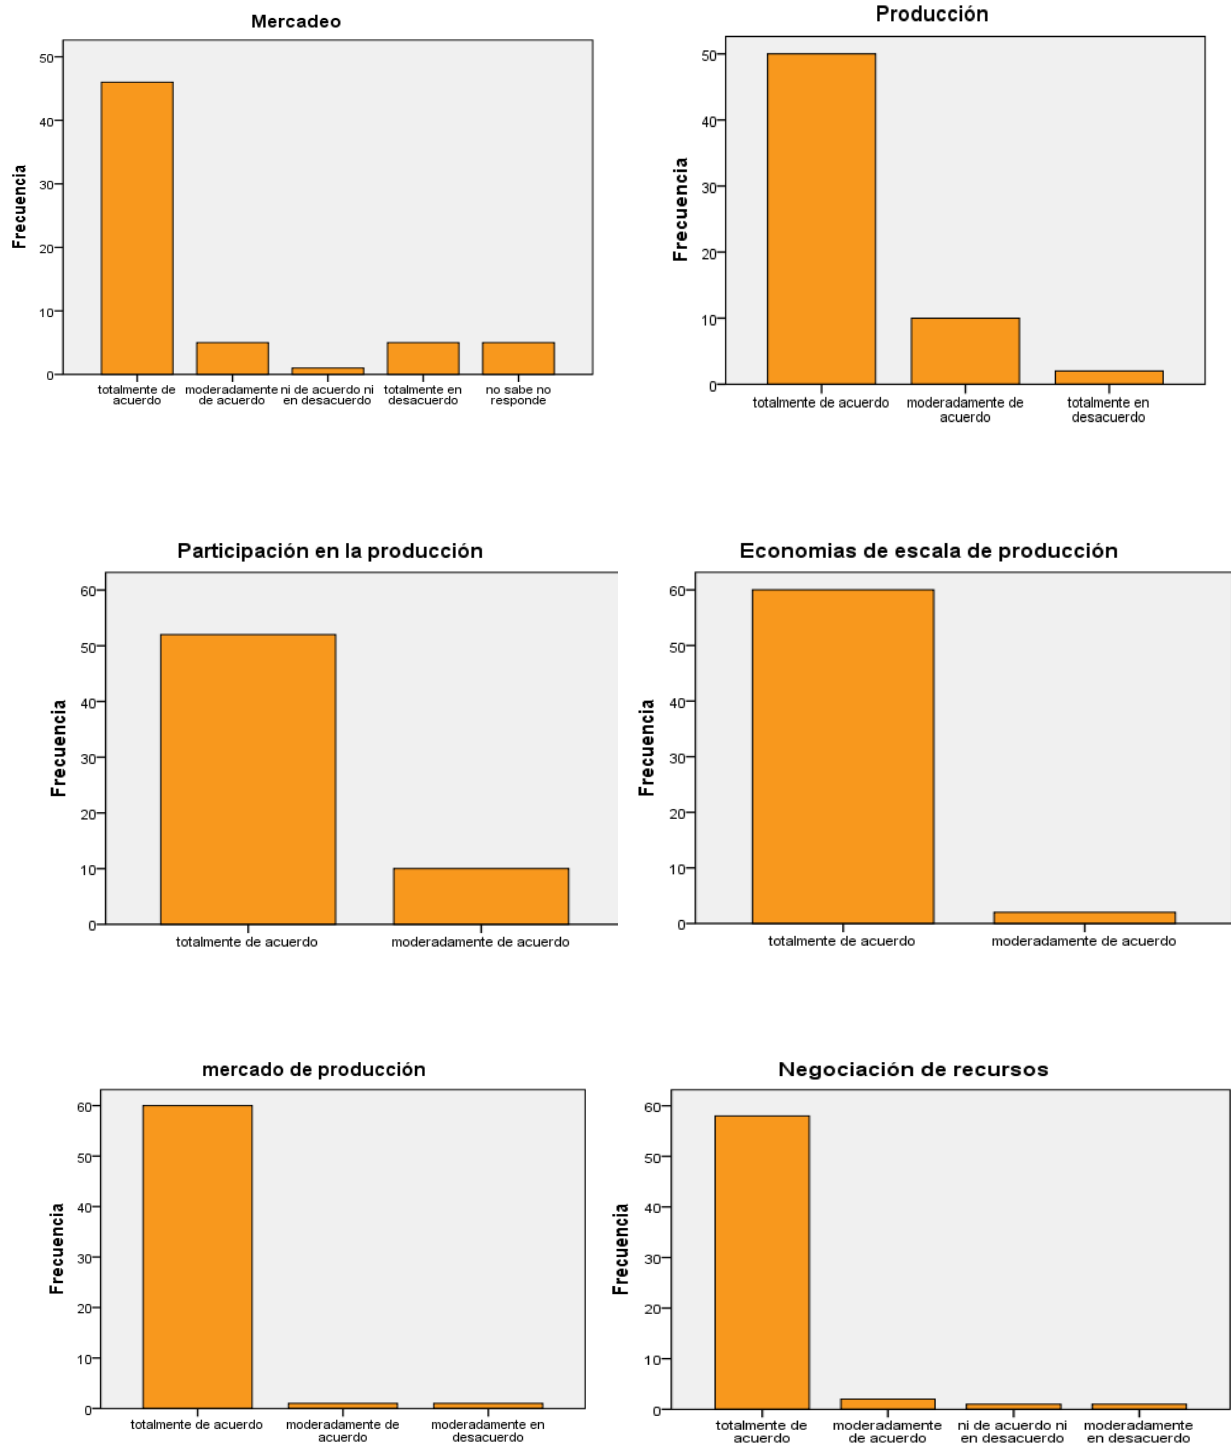 Mercadeo
Frecuencia
50
40
30
20
10
0
totalmente de
acuerdo
moderadamente
de acuerdo
ni de acuerdo ni
en desacuerdo
totalmente en
desacuerdo
no sabe no
responde
Producción
Frecuencia
50
40
30
20
10
0
totalmente de acuerdo
moderadamente de
acuerdo
totalmente en
desacuerdo
Participación en la producción
Frecuencia
60
50
40
30
20
10
0
totalmente de acuerdo
moderadamente de acuerdo
Economias de escala de producción
Frecuencia
60
50
40
30
20
10
0
totalmente de acuerdo
moderadamente de acuerdo
mercado de producción
Frecuencia
60
50
40
30
20
10
0
totalmente de acuerdo
moderadamente de
acuerdo
moderadamente en
desacuerdo
Negociación de recursos
Frecuencia
60
50
40
30
20
10
0
totalmente de
acuerdo
moderadamente
de acuerdo
ni de acuerdo ni
en desacuerdo
moderadamente
en desacuerdo